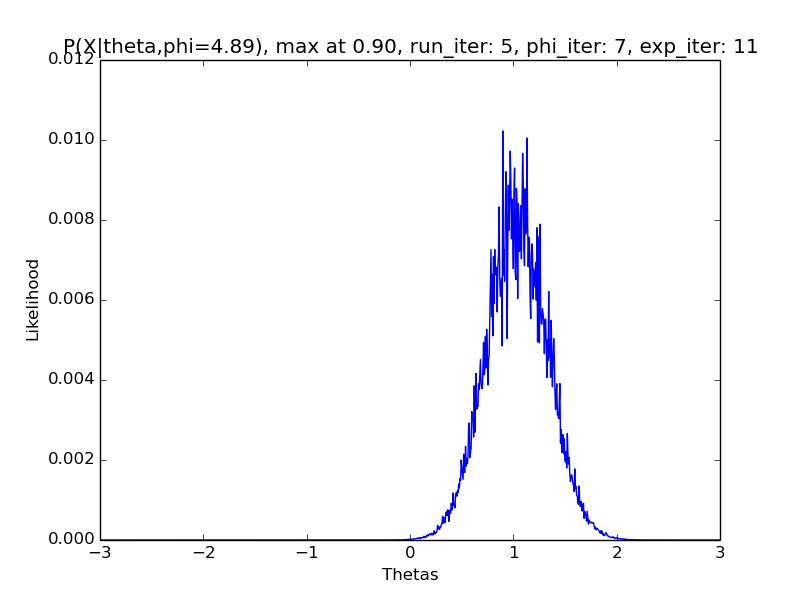 P(X|theta,phi=4.89), max at 0.90, run_iter: 5, phi_iter: 7, exp_iter: 11
0.012
0.010
0.008
0.006
0.004
0.002
0.000
Likelihood
−3 −2 −1 0 1 2 3
Thetas